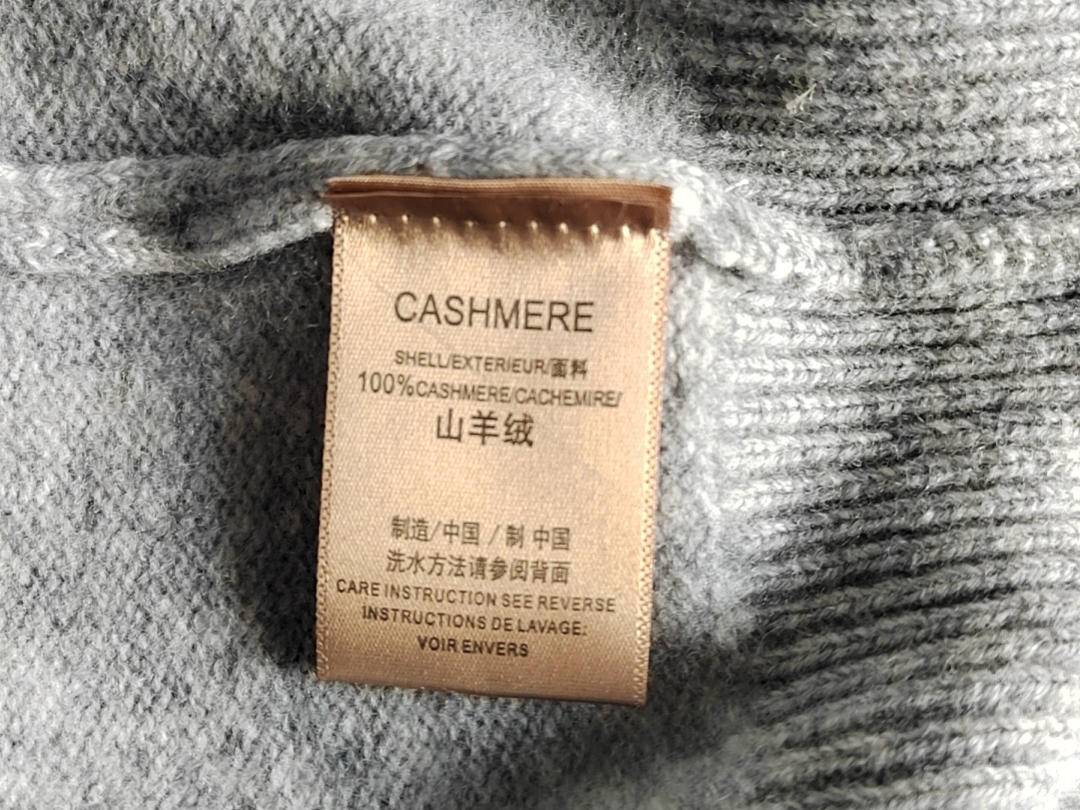 CASHMERE
SHELL/EXTERIEUR/面料
100%CASHMERE/CACHEMIRE/
山羊绒
制造/中国 / 制 中国
洗水方法请参阅背面
CARE INSTRUCTION SEE REVERSE
INSTRUCTIONS DE LAVAGE:
VOIR ENVERS